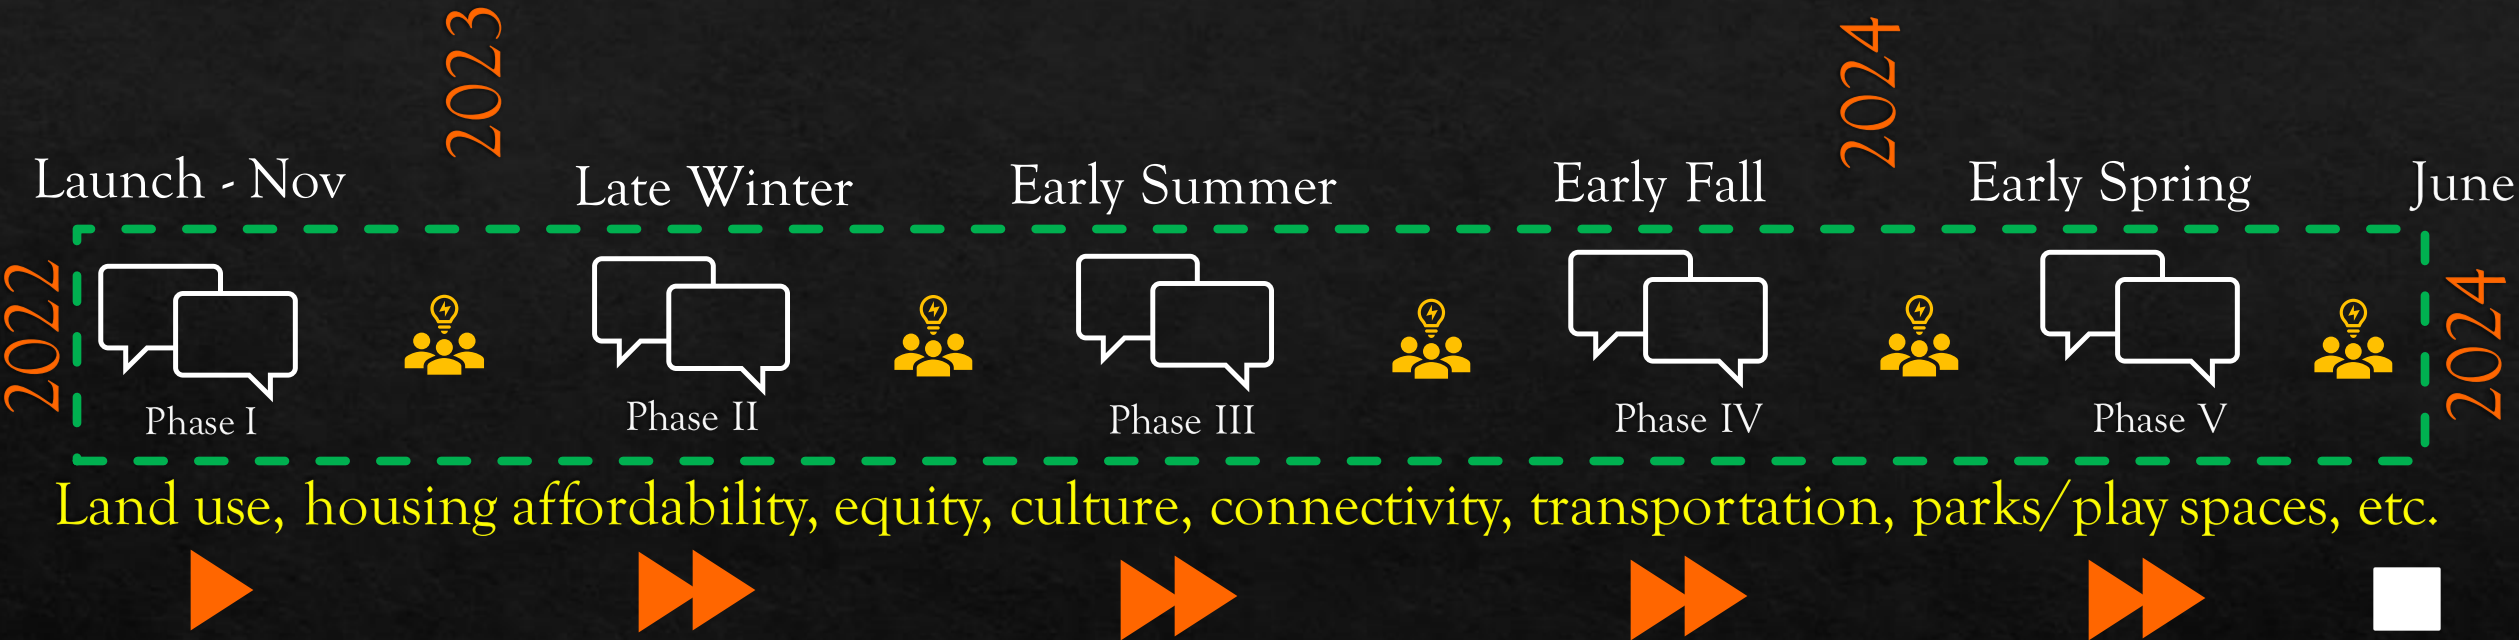 2023
2024
Launch - Nov
Late Winter
Early Summer
Early Fall
Early Spring
June
2022
2024
Phase I
Phase II
Phase III
Phase IV
Phase V
Land use, housing affordability, equity, culture, connectivity, transportation, parks/play spaces, etc.